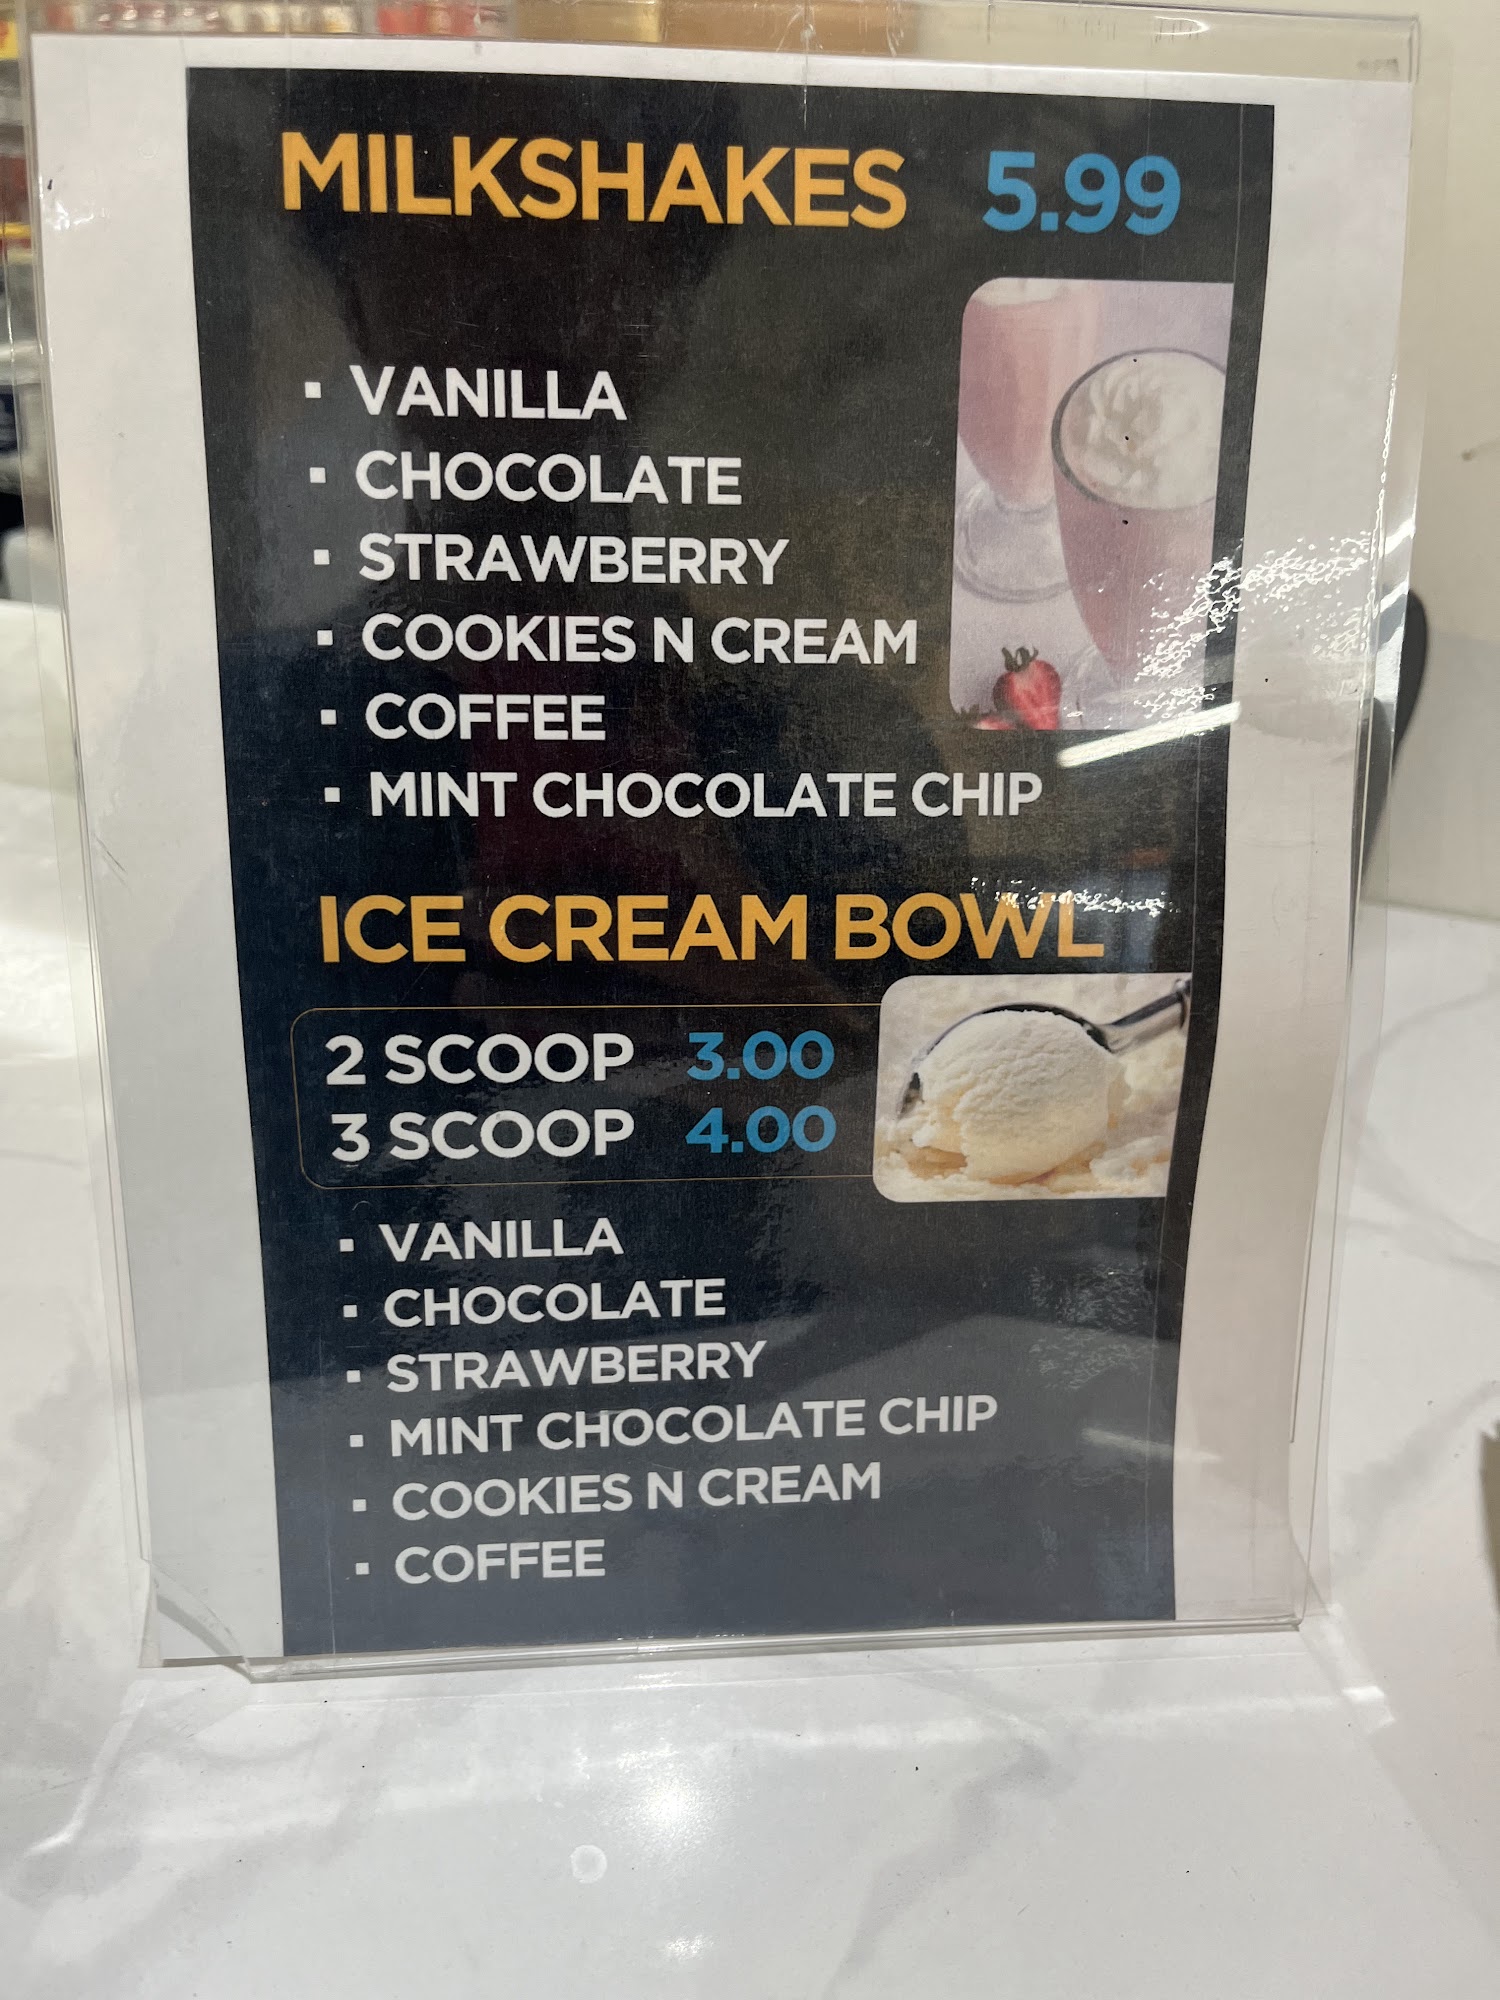 MILKSHAKES 5.99
▪ VANILLA
▪ CHOCOLATE
▪ STRAWBERRY
▪ COOKIES N CREAM
▪ COFFEE
▪ MINT CHOCOLATE CHIP
ICE CREAM BOWL
2 SCOOP 3.00
3 SCOOP 4.00
▪ VANILLA
▪ CHOCOLATE
▪ STRAWBERRY
▪ MINT CHOCOLATE CHIP
▪ COOKIES N CREAM
▪ COFFEE